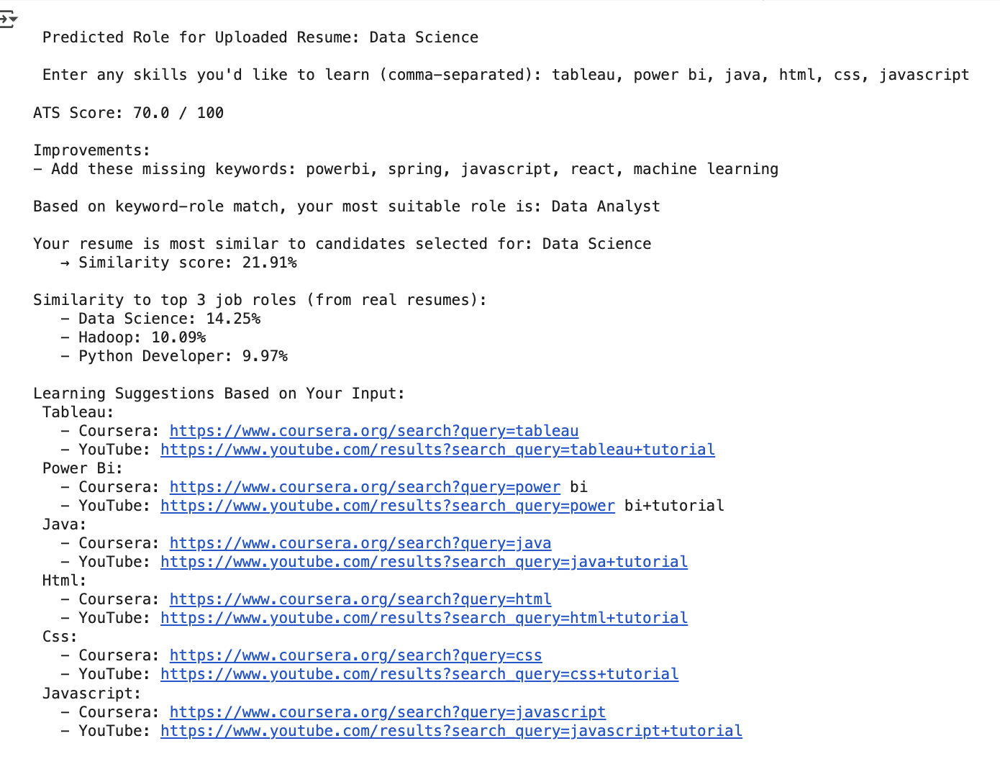 Predicted Role for Uploaded Resume: Data Science
Enter any skills you'd like to learn (comma-separated): tableau, power bi, java, html, css, javascript
ATS Score: 70.0 / 100
Improvements:
- Add these missing keywords: powerbi, spring, javascript, react, machine learning
Based on keyword-role match, your most suitable role is: Data Analyst
Your resume is most similar to candidates selected for: Data Science
→ Similarity score: 21.91%
Similarity to top 3 job roles (from real resumes):
- Data Science: 14.25%
- Hadoop: 10.09%
- Python Developer: 9.97%
Learning Suggestions Based on Your Input:
Tableau:
- Coursera: https://www.coursera.org/search?query=tableau
- YouTube: https://www.youtube.com/results?search_query=tableau+tutorial
Power Bi:
- Coursera: https://www.coursera.org/search?query=power bi
- YouTube: https://www.youtube.com/results?search_query=power bi+tutorial
Java:
- Coursera: https://www.coursera.org/search?query=java
- YouTube: https://www.youtube.com/results?search_query=java+tutorial
Html:
- Coursera: https://www.coursera.org/search?query=html
- YouTube: https://www.youtube.com/results?search_query=html+tutorial
Css:
- Coursera: https://www.coursera.org/search?query=css
- YouTube: https://www.youtube.com/results?search_query=css+tutorial
Javascript:
- Coursera: https://www.coursera.org/search?query=javascript
- YouTube: https://www.youtube.com/results?search_query=javascript+tutorial